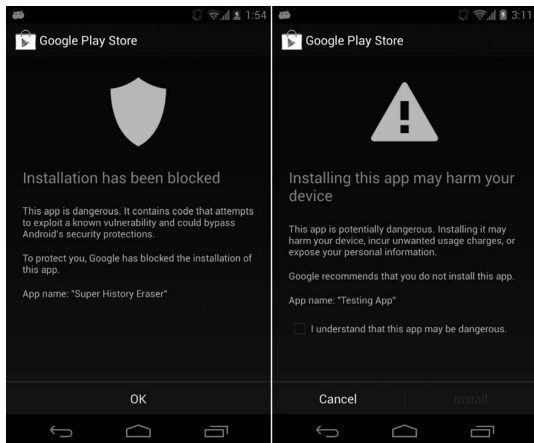 1:54
Google Play Store
Installation has been blocked
This app is dangerous. It contains code that attempts
to exploit a known vulnerability and could bypass
Android's security protections.
To protect you, Google has blocked the installation of
this app.
App name: "Super History Eraser"
OK
3:11
Google Play Store
Installing this app may harm your
device
This app is potentially dangerous. Installing it may
harm your device, incur unwanted usage charges, or
expose your personal information.
Google recommends that you do not install this app.
App name: "Testing App"
I understand that this app may be dangerous.
Cancel
Install